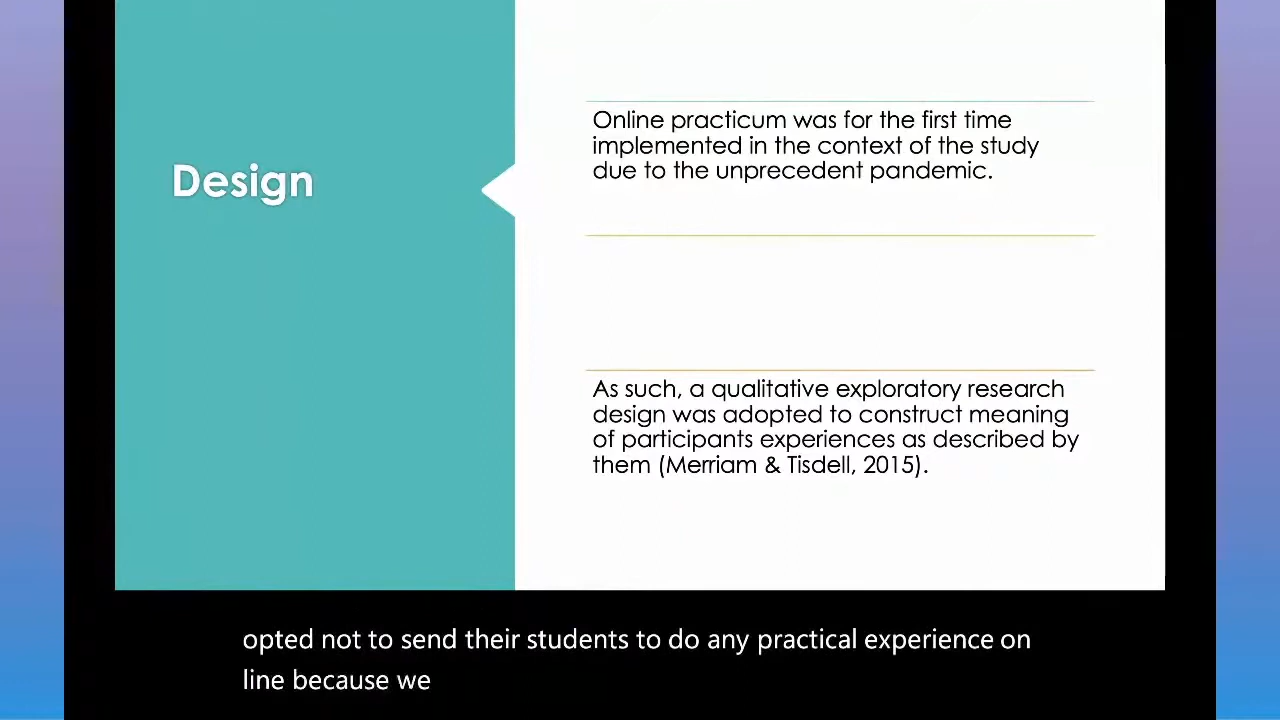 Design
Online practicum was for the first time
implemented in the context of the study
due to the unprecedent pandemic.
As such, a qualitative exploratory research
design was adopted to construct meaning
of participants experiences as described by
them (Merriam & Tisdell, 2015).
opted not to send their students to do any practical experience on
line because we